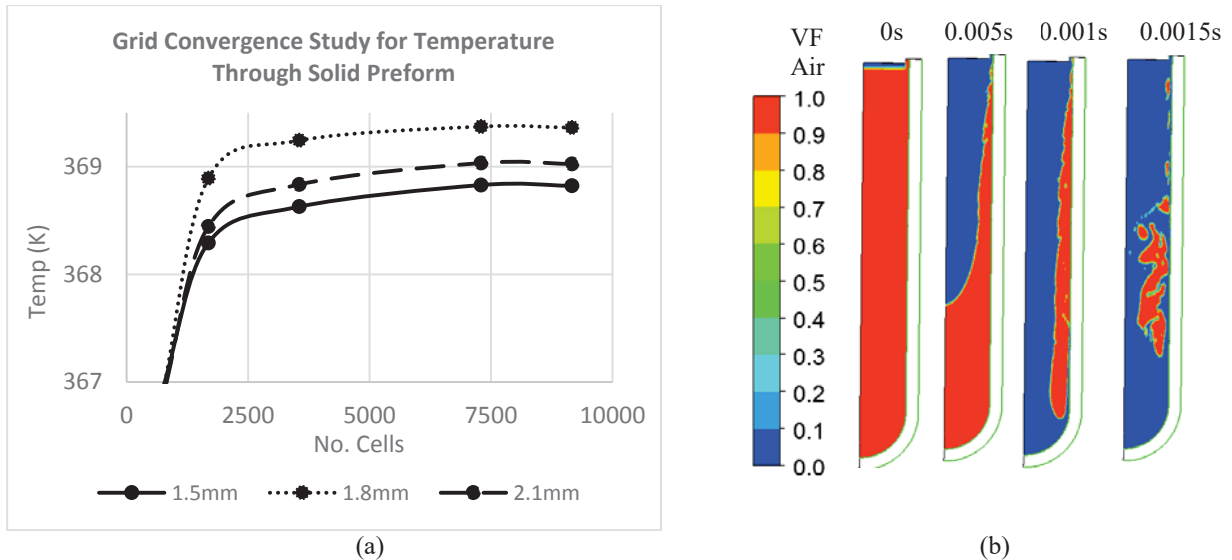 Grid Convergence Study for Temperature
Through Solid Preform
Temp (K)
369
368
367
0 2500 5000 7500 10000
No. Cells
1.5mm 1.8mm 2.1mm
(a)
VF 0s 0.005s 0.001s 0.0015s
Air
1.0
0.9
0.8
0.7
0.6
0.5
0.4
0.3
0.2
0.1
0.0
(b)